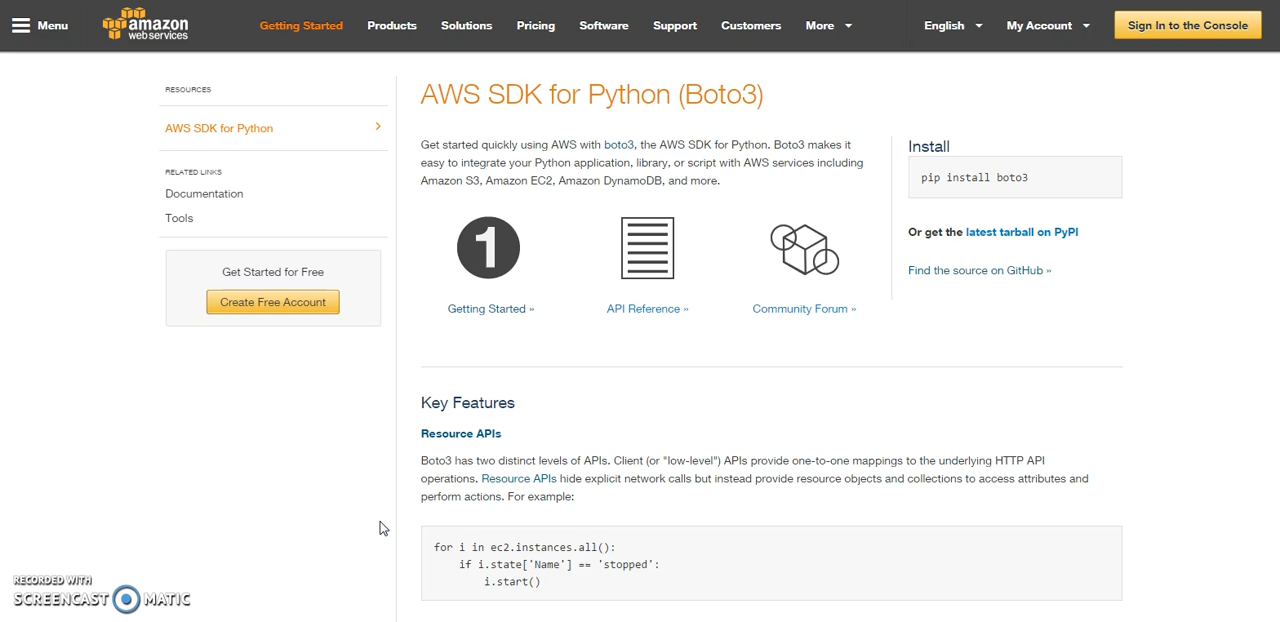 Menu
amazon
web services
Getting Started
Products
Solutions
Pricing
Software
Support
Customers
More
English
My Account
Sign In to the Console
RESOURCES
AWS SDK for Python
RELATED LINKS
Documentation
Tools
Get Started for Free
Create Free Account
AWS SDK for Python (Boto3)
Get started quickly using AWS with boto3, the AWS SDK for Python. Boto3 makes it
easy to integrate your Python application, library, or script with AWS services including
Amazon S3, Amazon EC2, Amazon DynamoDB, and more.
1
Getting Started »
API Reference »
Community Forum »
Install
pip install boto3
Or get the latest tarball on PyPI
Find the source on GitHub »
Key Features
Resource APIs
Boto3 has two distinct levels of APIs. Client (or "low-level") APIs provide one-to-one mappings to the underlying HTTP API
operations. Resource APIs hide explicit network calls but instead provide resource objects and collections to access attributes and
perform actions. For example:
for i in ec2.instances.all():
    if i.state['Name'] == 'stopped':
        i.start()
RECORDED WITH
SCREENCAST MATIC